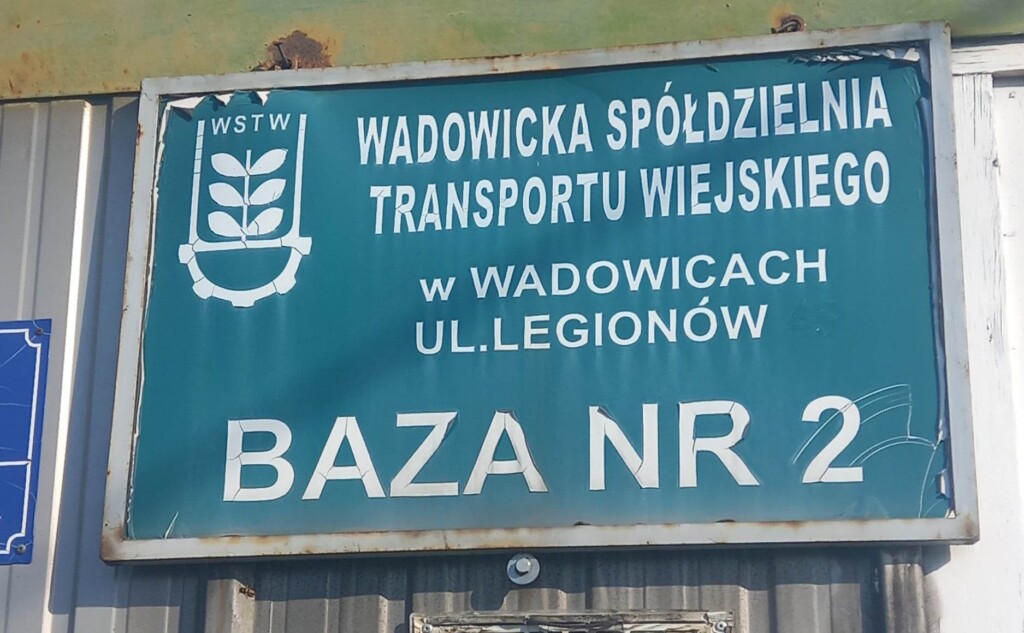 WSTW
WADOWICKA SPÓŁDZIELNIA
TRANSPORTU WIEJSKIEGO
w WADOWICACH
UL.LEGIONÓW
BAZA NR 2